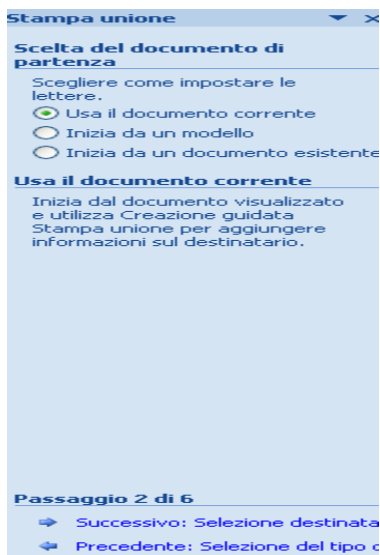 Stampa unione
Scelta del documento di
partenza
Scegliere come impostare le
lettere.
Usa il documento corrente
Inizia da un modello
Inizia da un documento esistente
Usa il documento corrente
Inizia dal documento visualizzato
e utilizza Creazione guidata
Stampa unione per aggiungere
informazioni sul destinatario.
Passaggio 2 di 6
Successivo: Selezione destinata
Precedente: Selezione del tipo d